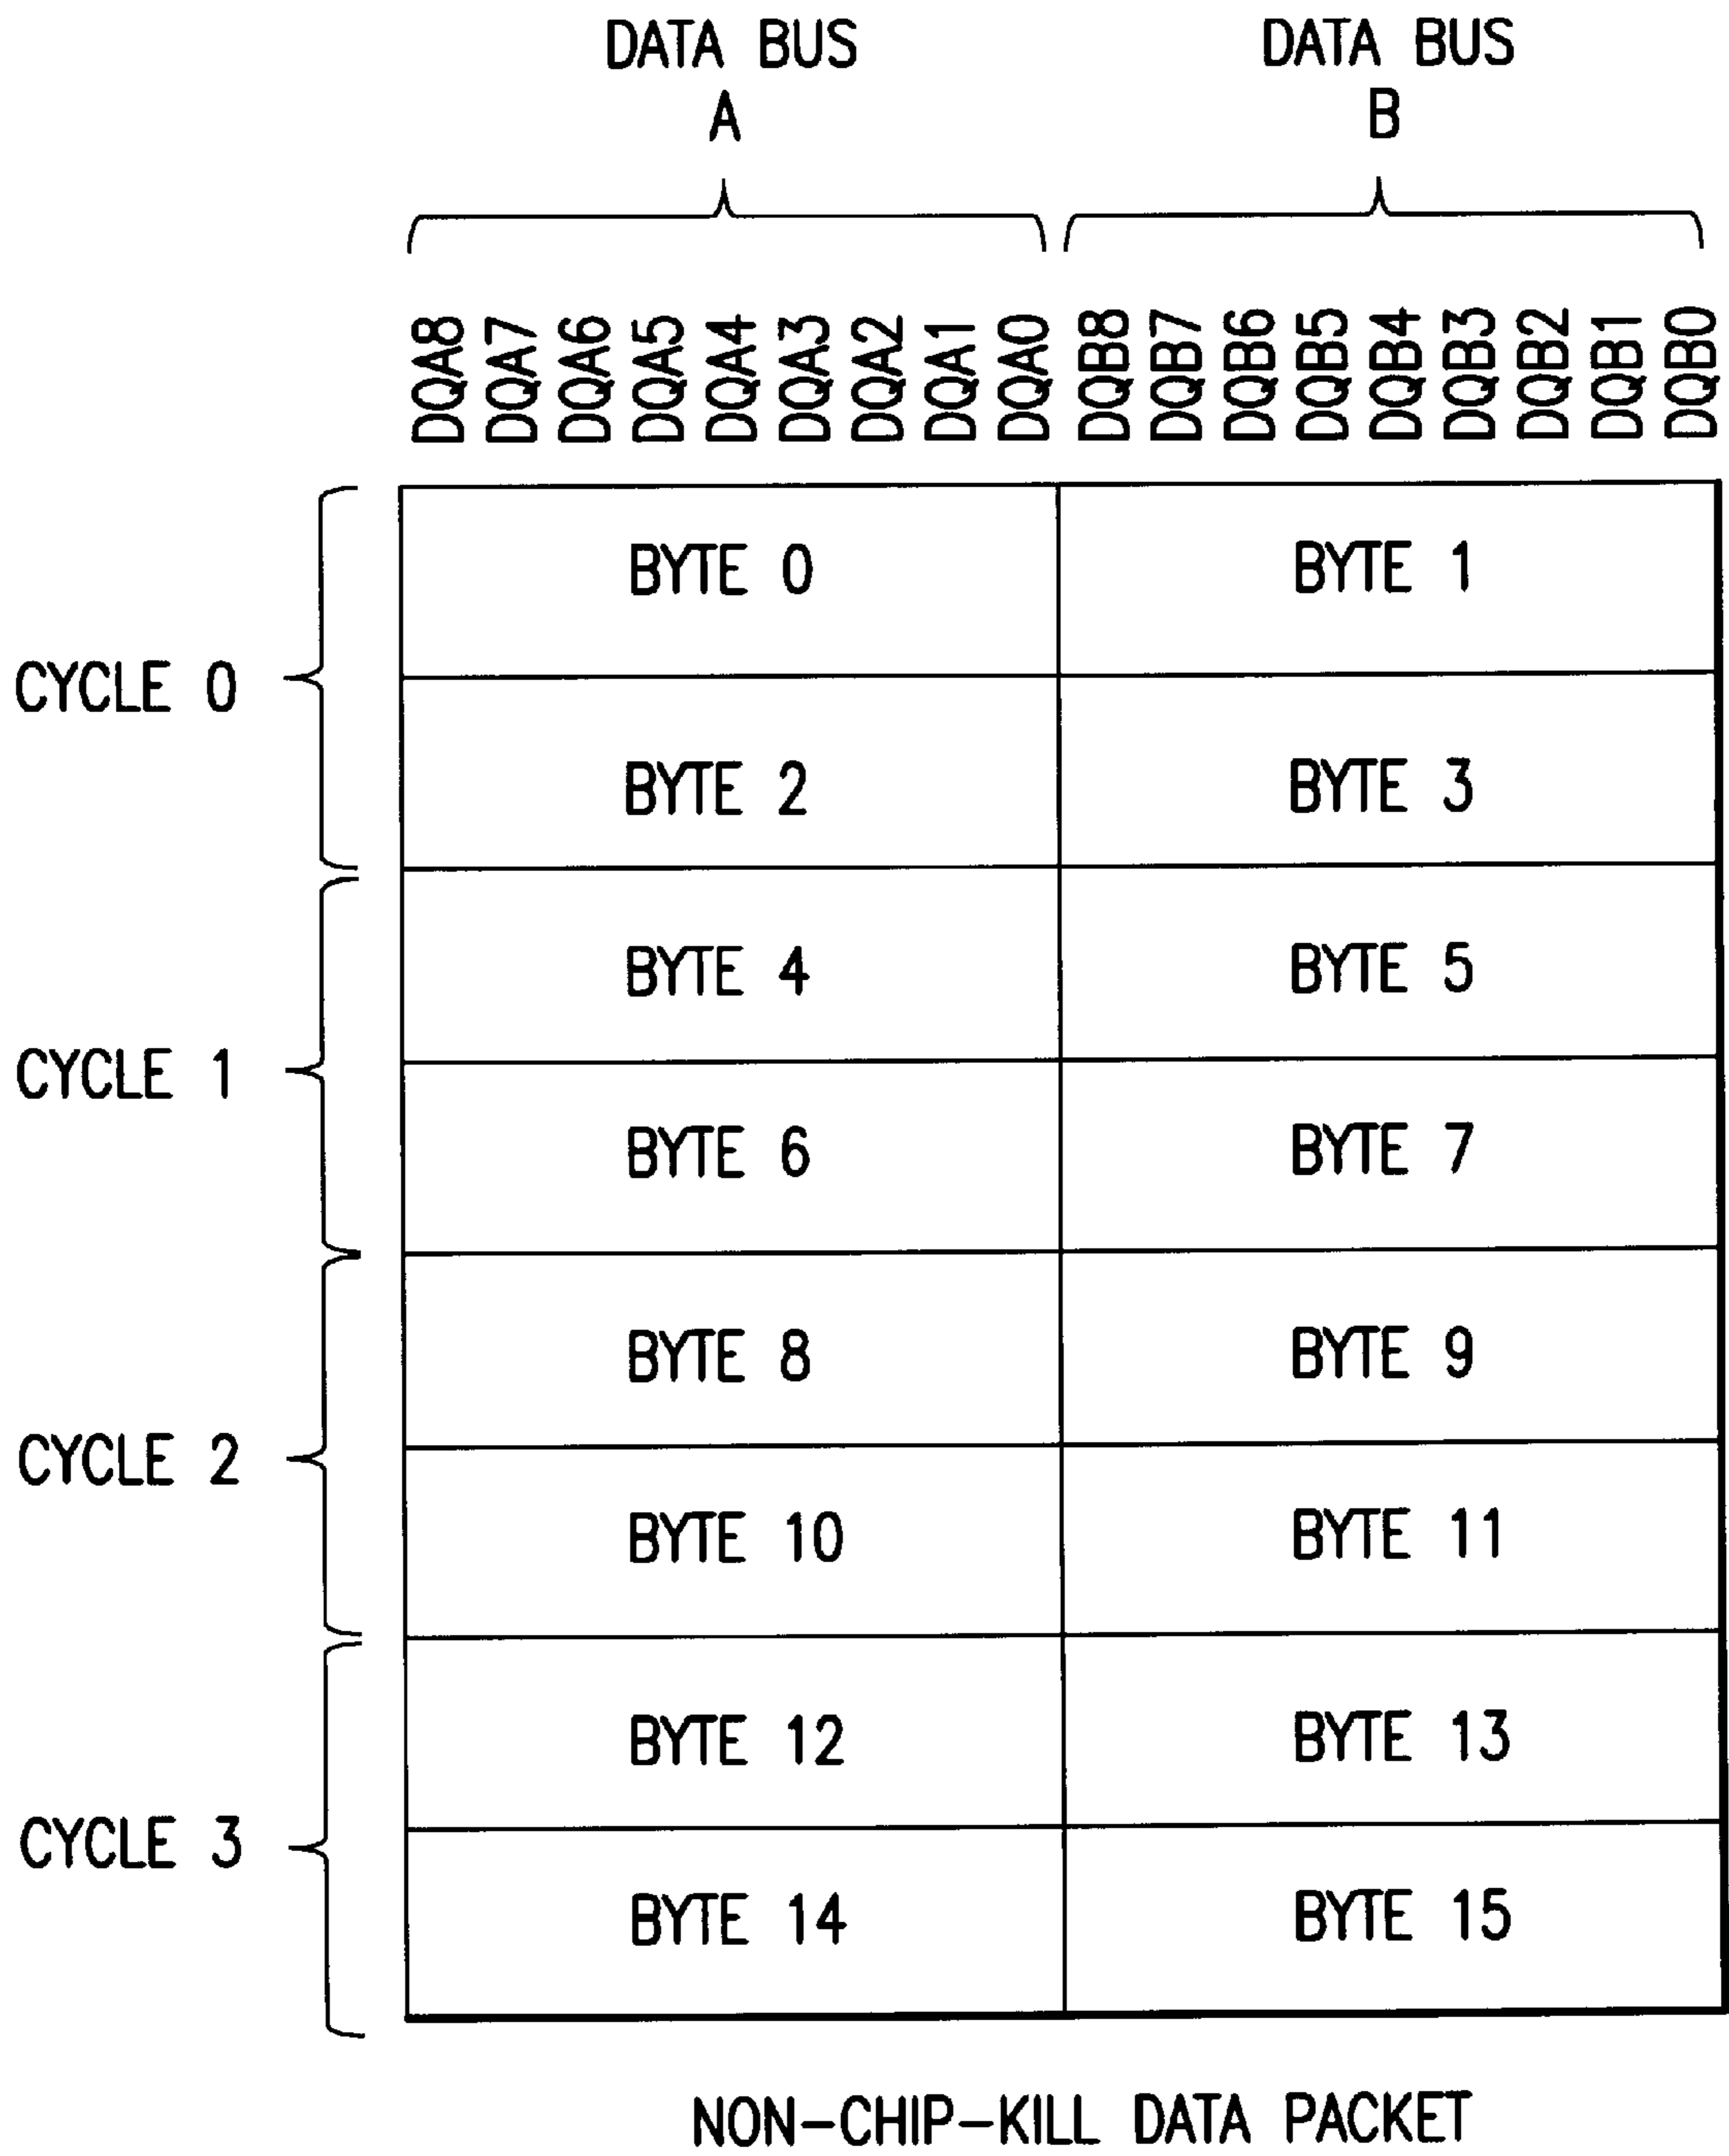 DATA BUS
A
DATA BUS
B
DQA8
DQA7
DQA6
DQA5
DQA4
DQA3
DQA2
DQA1
DQA0
DQB8
DQB7
DQB6
DQB5
DQB4
DQB3
DQB2
DQB1
DQB0
CYCLE 0
BYTE 0
BYTE 1
BYTE 2
BYTE 3
CYCLE 1
BYTE 4
BYTE 5
BYTE 6
BYTE 7
CYCLE 2
BYTE 8
BYTE 9
BYTE 10
BYTE 11
CYCLE 3
BYTE 12
BYTE 13
BYTE 14
BYTE 15
NON-CHIP-KILL DATA PACKET